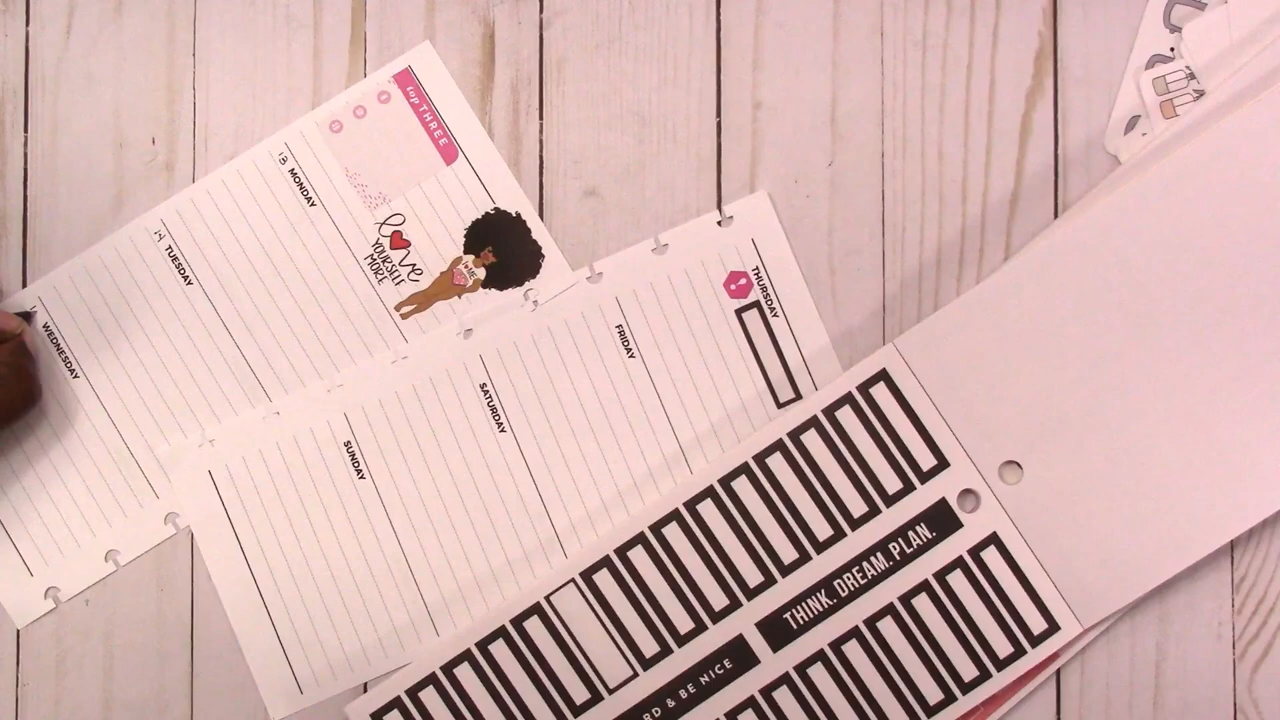 top THREE
13 MONDAY
14 TUESDAY
WEDNESDAY
love
YOURSELF
MORE
THURSDAY
FRIDAY
SATURDAY
SUNDAY
THINK. DREAM. PLAN.
RD & BE NICE